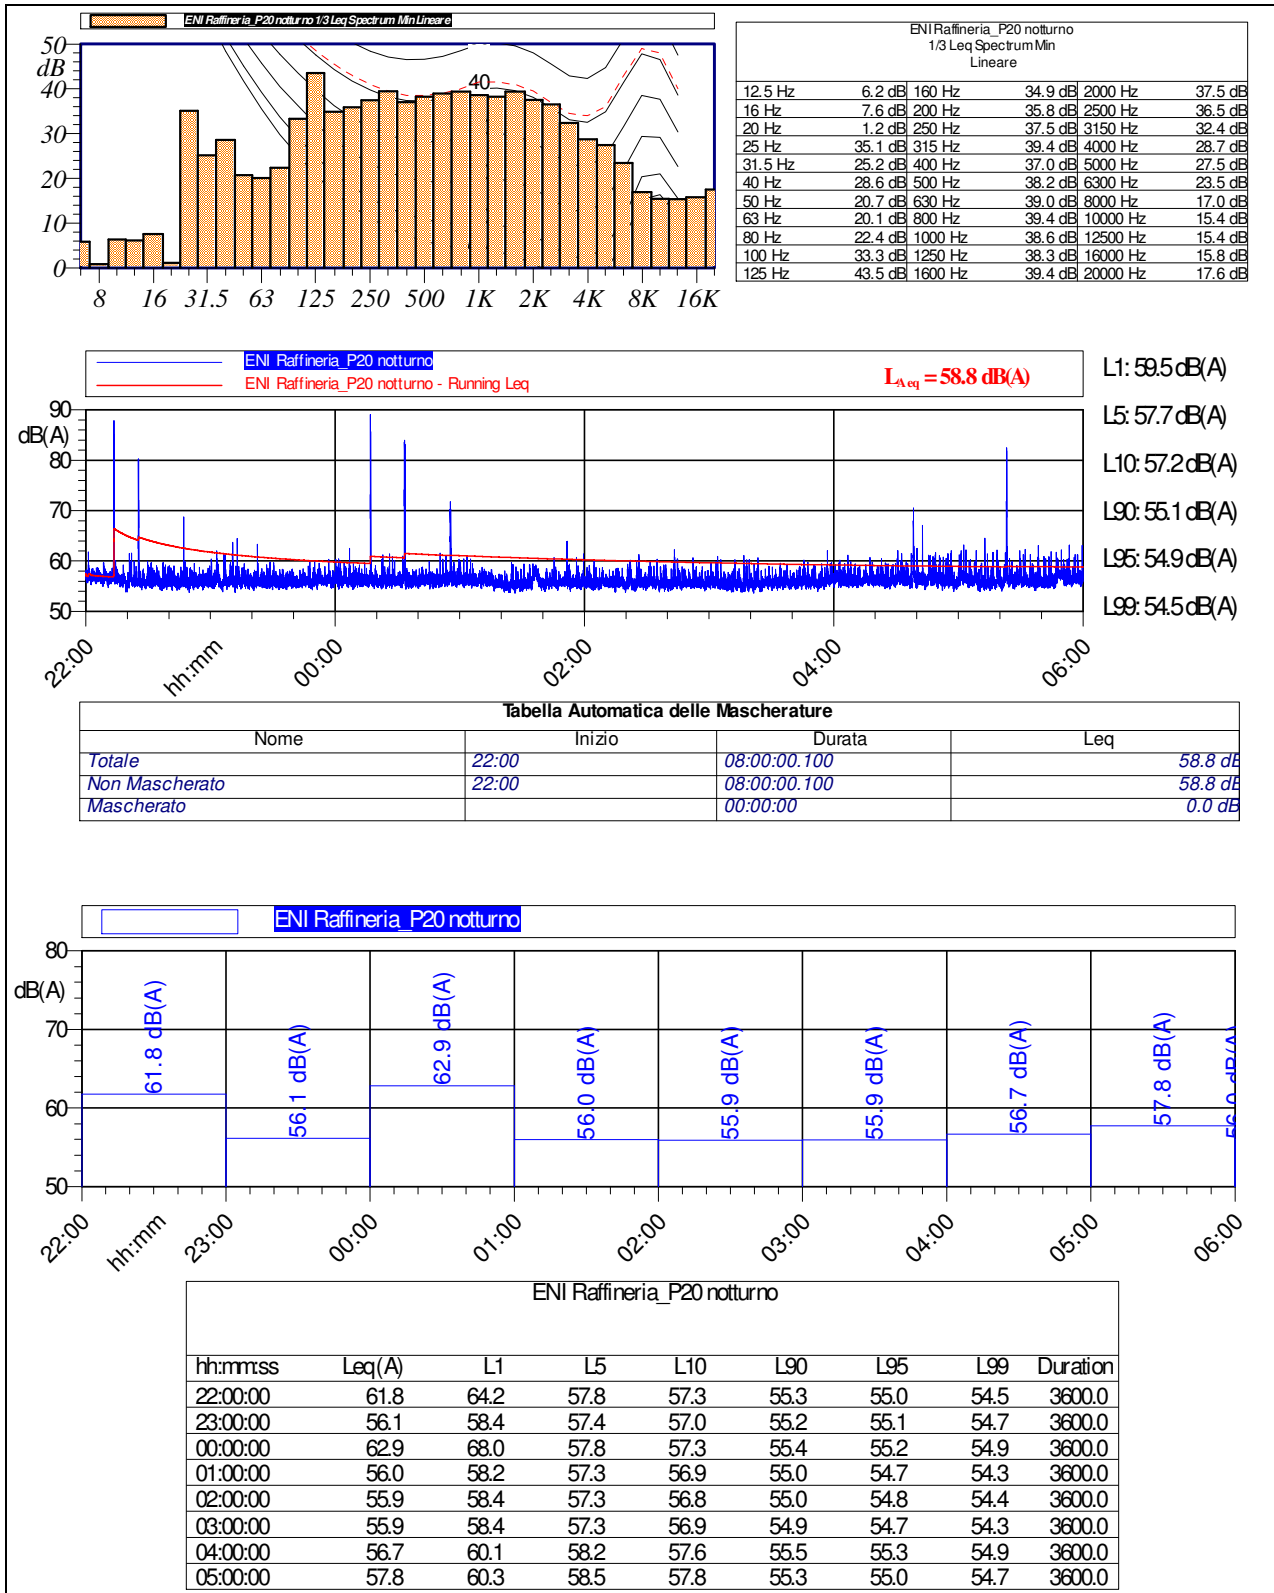 ENI Raffineria_P20 notturno 1/3 Leq Spectrum Min Lineare
50
dB
40
30
20
10
0
40
8 16 31.5 63 125 250 500 1K 2K 4K 8K 16K
ENI Raffineria_P20 notturno
1/3 Leq Spectrum Min
Lineare
12.5 Hz 6.2 dB 160 Hz 34.9 dB 2000 Hz 37.5 dB
16 Hz 7.6 dB 200 Hz 35.8 dB 2500 Hz 36.5 dB
20 Hz 1.2 dB 250 Hz 37.5 dB 3150 Hz 32.4 dB
25 Hz 35.1 dB 315 Hz 39.4 dB 4000 Hz 28.7 dB
31.5 Hz 25.2 dB 400 Hz 37.0 dB 5000 Hz 27.5 dB
40 Hz 28.6 dB 500 Hz 38.2 dB 6300 Hz 23.5 dB
50 Hz 20.7 dB 630 Hz 39.0 dB 8000 Hz 17.0 dB
63 Hz 20.1 dB 800 Hz 39.4 dB 10000 Hz 15.4 dB
80 Hz 22.4 dB 1000 Hz 38.6 dB 12500 Hz 15.4 dB
100 Hz 33.3 dB 1250 Hz 38.3 dB 16000 Hz 15.8 dB
125 Hz 43.5 dB 1600 Hz 39.4 dB 20000 Hz 17.6 dB
ENI Raffineria_P20 notturno
ENI Raffineria_P20 notturno - Running Leq
LAeq = 58.8 dB(A)
90
dB(A)
80
70
60
50
22:00 hh:mm 00:00 02:00 04:00 06:00
L1: 59.5 dB(A)
L5: 57.7 dB(A)
L10: 57.2 dB(A)
L90: 55.1 dB(A)
L95: 54.9 dB(A)
L99: 54.5 dB(A)
Tabella Automatica delle Mascherature
Nome Inizio Durata Leq
Totale 22:00 08:00:00.100 58.8 dB
Non Mascherato 22:00 08:00:00.100 58.8 dB
Mascherato 00:00:00 0.0 dB
ENI Raffineria_P20 notturno
80
dB(A)
70
60
50
61.8 dB(A)
56.1 dB(A)
62.9 dB(A)
56.0 dB(A)
55.9 dB(A)
55.9 dB(A)
56.7 dB(A)
57.8 dB(A)
56.0 dB(A)
22:00 hh:mm 23:00 00:00 01:00 02:00 03:00 04:00 05:00 06:00
ENI Raffineria_P20 notturno
hh:mm:ss Leq(A) L1 L5 L10 L90 L95 L99 Duration
22:00:00 61.8 64.2 57.8 57.3 55.3 55.0 54.5 3600.0
23:00:00 56.1 58.4 57.4 57.0 55.2 55.1 54.7 3600.0
00:00:00 62.9 68.0 57.8 57.3 55.4 55.2 54.9 3600.0
01:00:00 56.0 58.2 57.3 56.9 55.0 54.7 54.3 3600.0
02:00:00 55.9 58.4 57.3 56.8 55.0 54.8 54.4 3600.0
03:00:00 55.9 58.4 57.3 56.9 54.9 54.7 54.3 3600.0
04:00:00 56.7 60.1 58.2 57.6 55.5 55.3 54.9 3600.0
05:00:00 57.8 60.3 58.5 57.8 55.3 55.0 54.7 3600.0